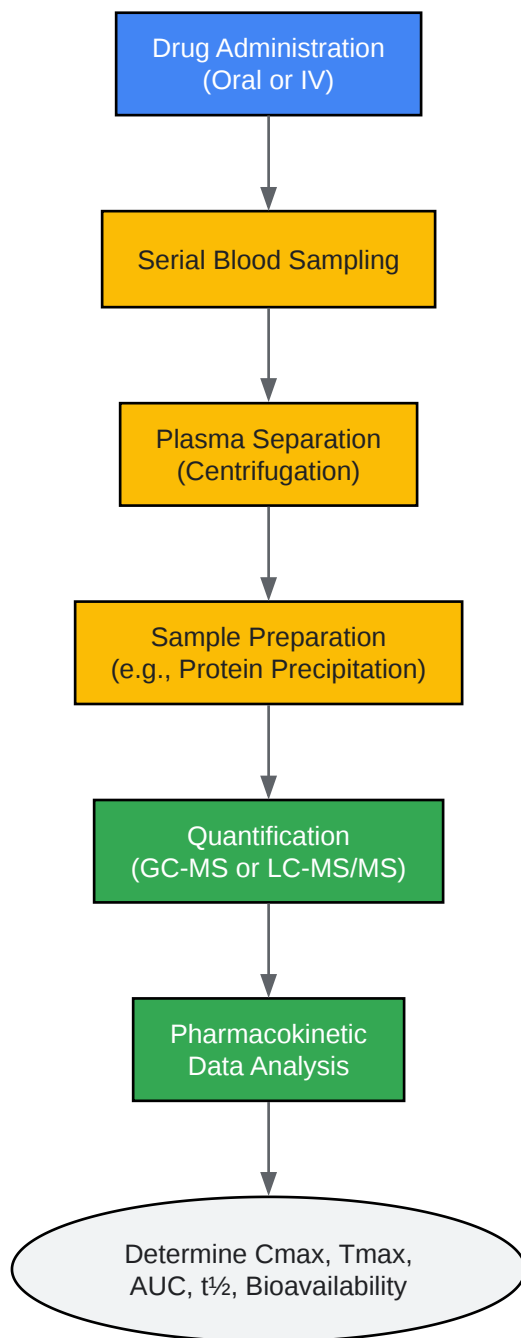 Drug Administration
(Oral or IV)
Serial Blood Sampling
Plasma Separation
(Centrifugation)
Sample Preparation
(e.g., Protein Precipitation)
Quantification
(GC-MS or LC-MS/MS)
Pharmacokinetic
Data Analysis
Determine Cmax, Tmax,
AUC, t½, Bioavailability